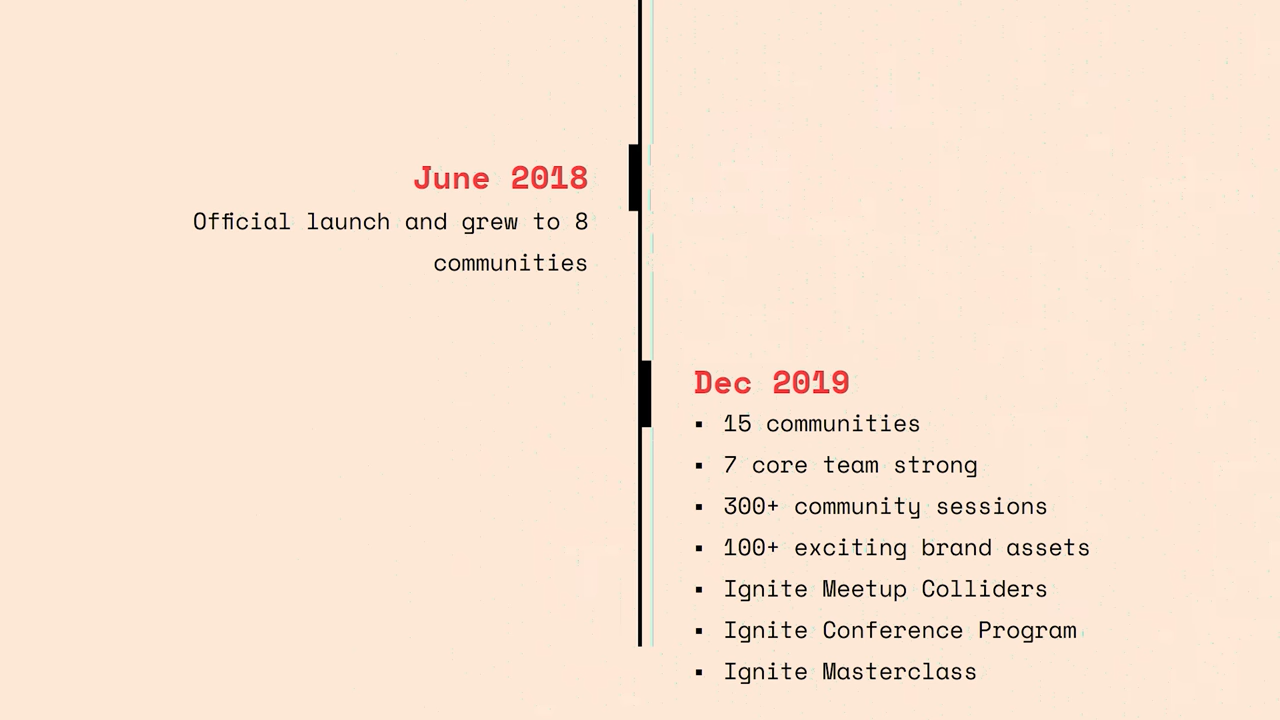 June 2018
Official launch and grew to 8
communities
Dec 2019
▪ 15 communities
▪ 7 core team strong
▪ 300+ community sessions
▪ 100+ exciting brand assets
▪ Ignite Meetup Colliders
▪ Ignite Conference Program
▪ Ignite Masterclass